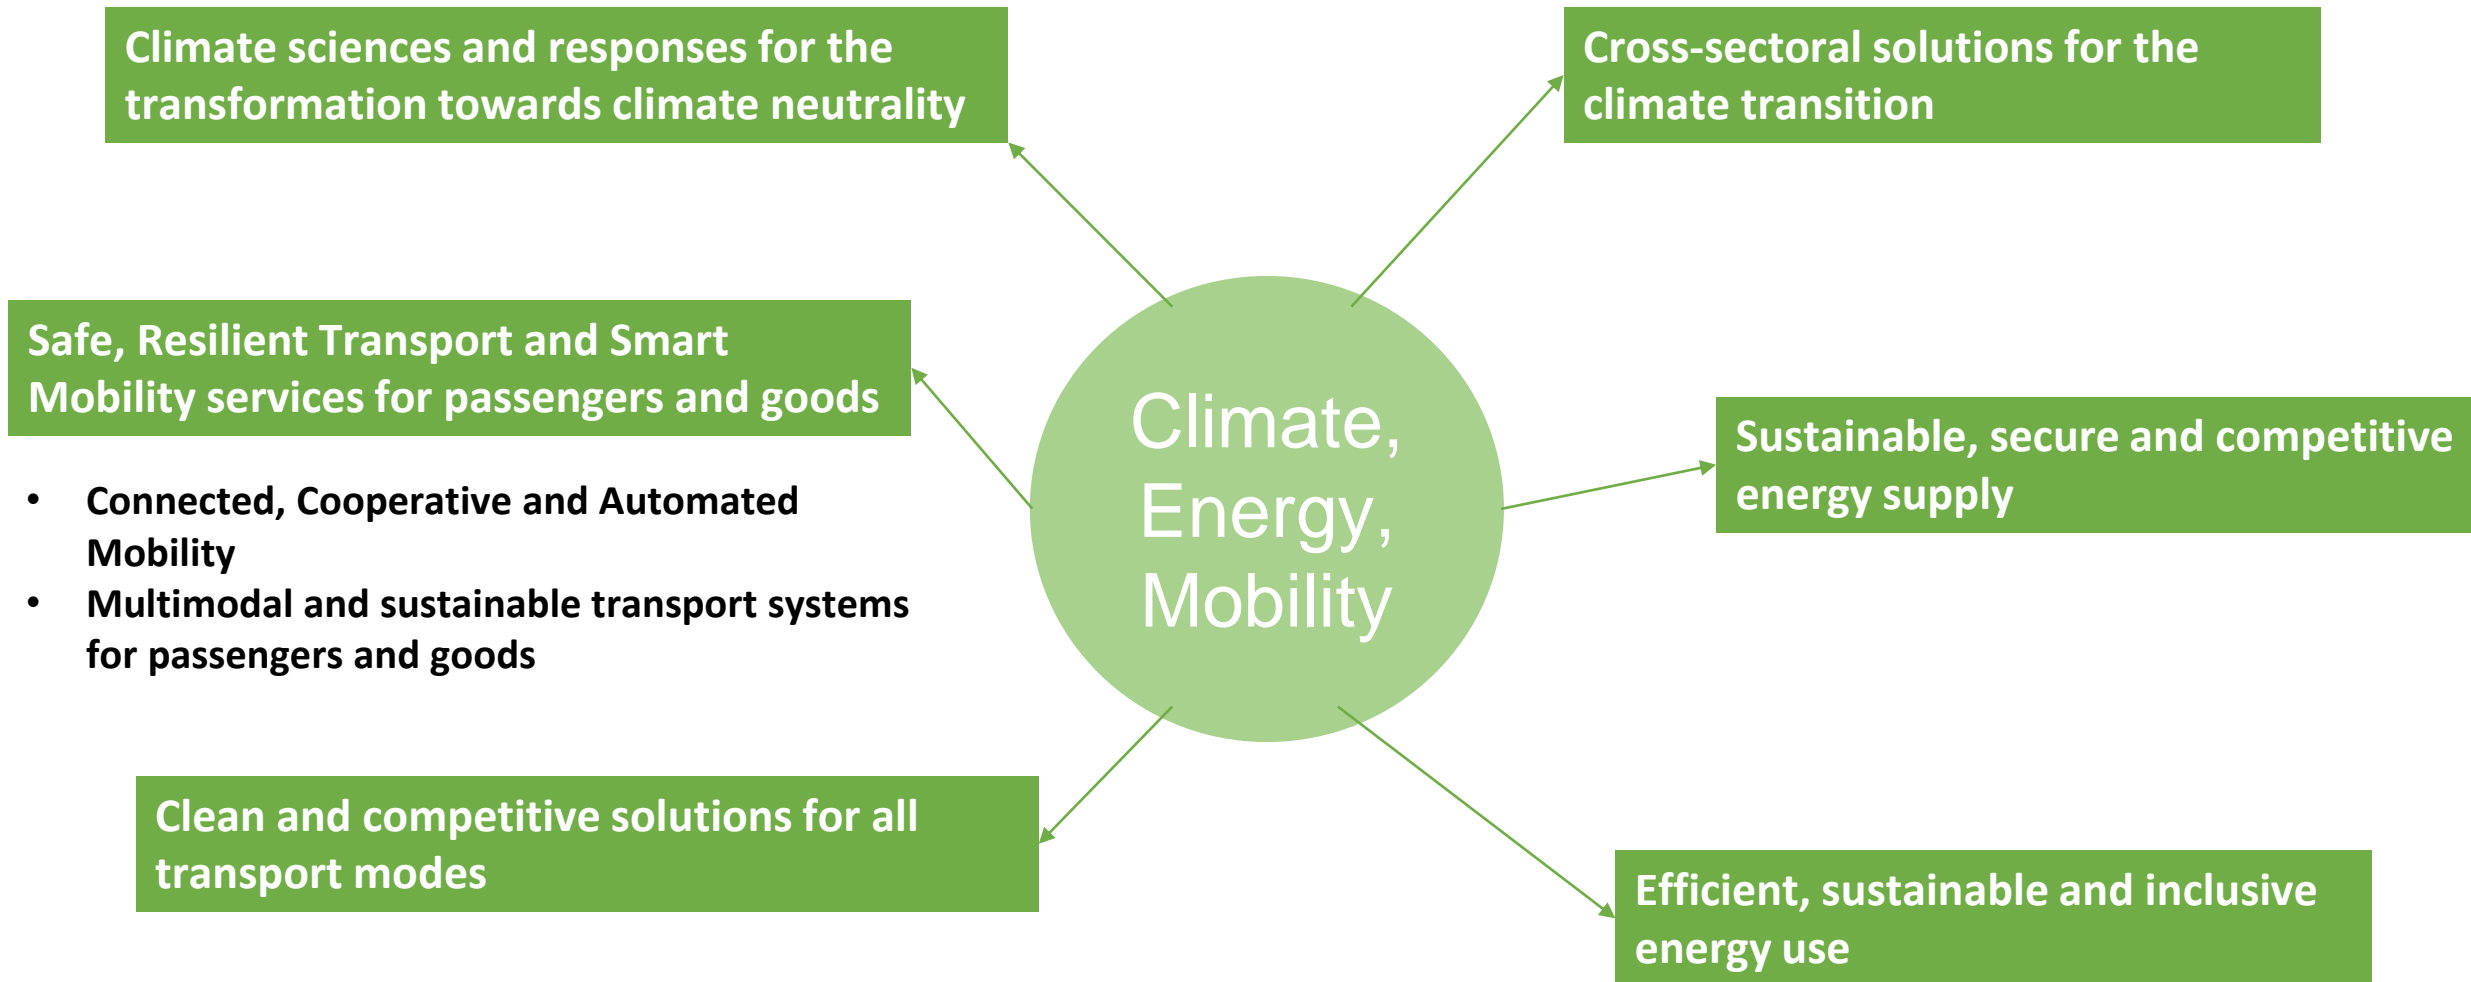 Climate sciences and responses for the
transformation towards climate neutrality
Cross-sectoral solutions for the
climate transition
Safe, Resilient Transport and Smart
Mobility services for passengers and goods
• Connected, Cooperative and Automated
Mobility
• Multimodal and sustainable transport systems
for passengers and goods
Climate,
Energy,
Mobility
Sustainable, secure and competitive
energy supply
Clean and competitive solutions for all
transport modes
Efficient, sustainable and inclusive
energy use